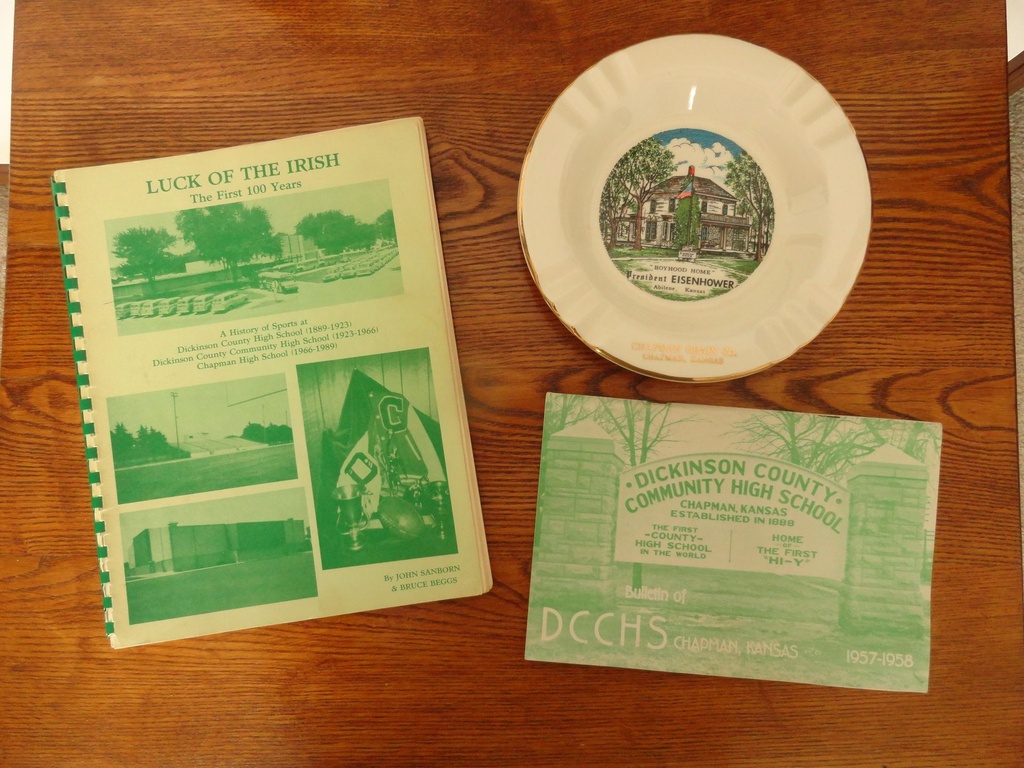 LUCK OF THE IRISH
The First 100 Years
A History of Sports at
Dickinson County High School (1889-1923)
Dickinson County Community High School (1923-1966)
Chapman High School (1966-1989)
C
D
By JOHN SANBORN
& BRUCE BEGGS
BOYHOOD HOME
President EISENHOWER
Abilene, Kansas
CHAPMAN
CHAPMAN, KANSAS
• DICKINSON COUNTY •
COMMUNITY HIGH SCHOOL
CHAPMAN, KANSAS
ESTABLISHED IN 1888
THE FIRST
-COUNTY-
HIGH SCHOOL
IN THE WORLD
HOME
-OF-
THE FIRST
"HI-Y"
Bulletin of
DCCHS CHAPMAN, KANSAS
1957-1958